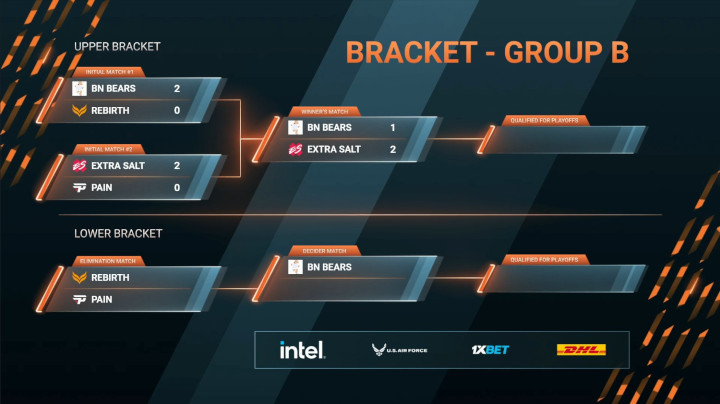 BRACKET - GROUP B
UPPER BRACKET
INITIAL MATCH #1
BN BEARS 2
REBIRTH 0
INITIAL MATCH #2
EXTRA SALT 2
PAIN 0
WINNER'S MATCH
BN BEARS 1
EXTRA SALT 2
QUALIFIED FOR PLAYOFFS
LOWER BRACKET
ELIMINATION MATCH
REBIRTH
PAIN
DECIDER MATCH
BN BEARS
QUALIFIED FOR PLAYOFFS
intel. U.S. AIR FORCE 1XBET DHL